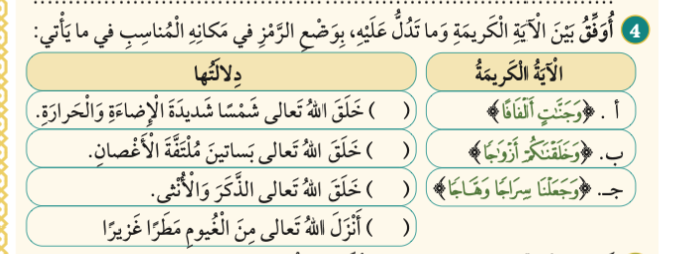 4 أُوَفِّقُ بَيْنَ الْآيَةِ الْكَريمَةِ وَما تَدُلُّ عَلَيْهِ، بِوَضْعِ الرَّمْزِ في مَكانِهِ الْمُناسِبِ في ما يَأْتي:
الْآيَةُ الْكَريمَةُ دِلالَتُها
أ . ﴿وَجَنَّٰتٍ أَلْفَافًا﴾ ( ) خَلَقَ اللهُ تَعالى شَمْسًا شَديدَةَ الْإِضاءَةِ وَالْحَرارَةِ.
ب. ﴿وَخَلَقْنَٰكُمْ أَزْوَٰجًا﴾ ( ) خَلَقَ اللهُ تَعالى بَساتينَ مُلْتَفَّةَ الْأَغْصانِ.
جـ. ﴿وَجَعَلْنَا سِرَاجًا وَهَّاجًا﴾ ( ) خَلَقَ اللهُ تَعالى الذَّكَرَ وَالْأُنْثى.
( ) أَنْزَلَ اللهُ تَعالى مِنَ الْغُيومِ مَطَرًا غَزيرًا